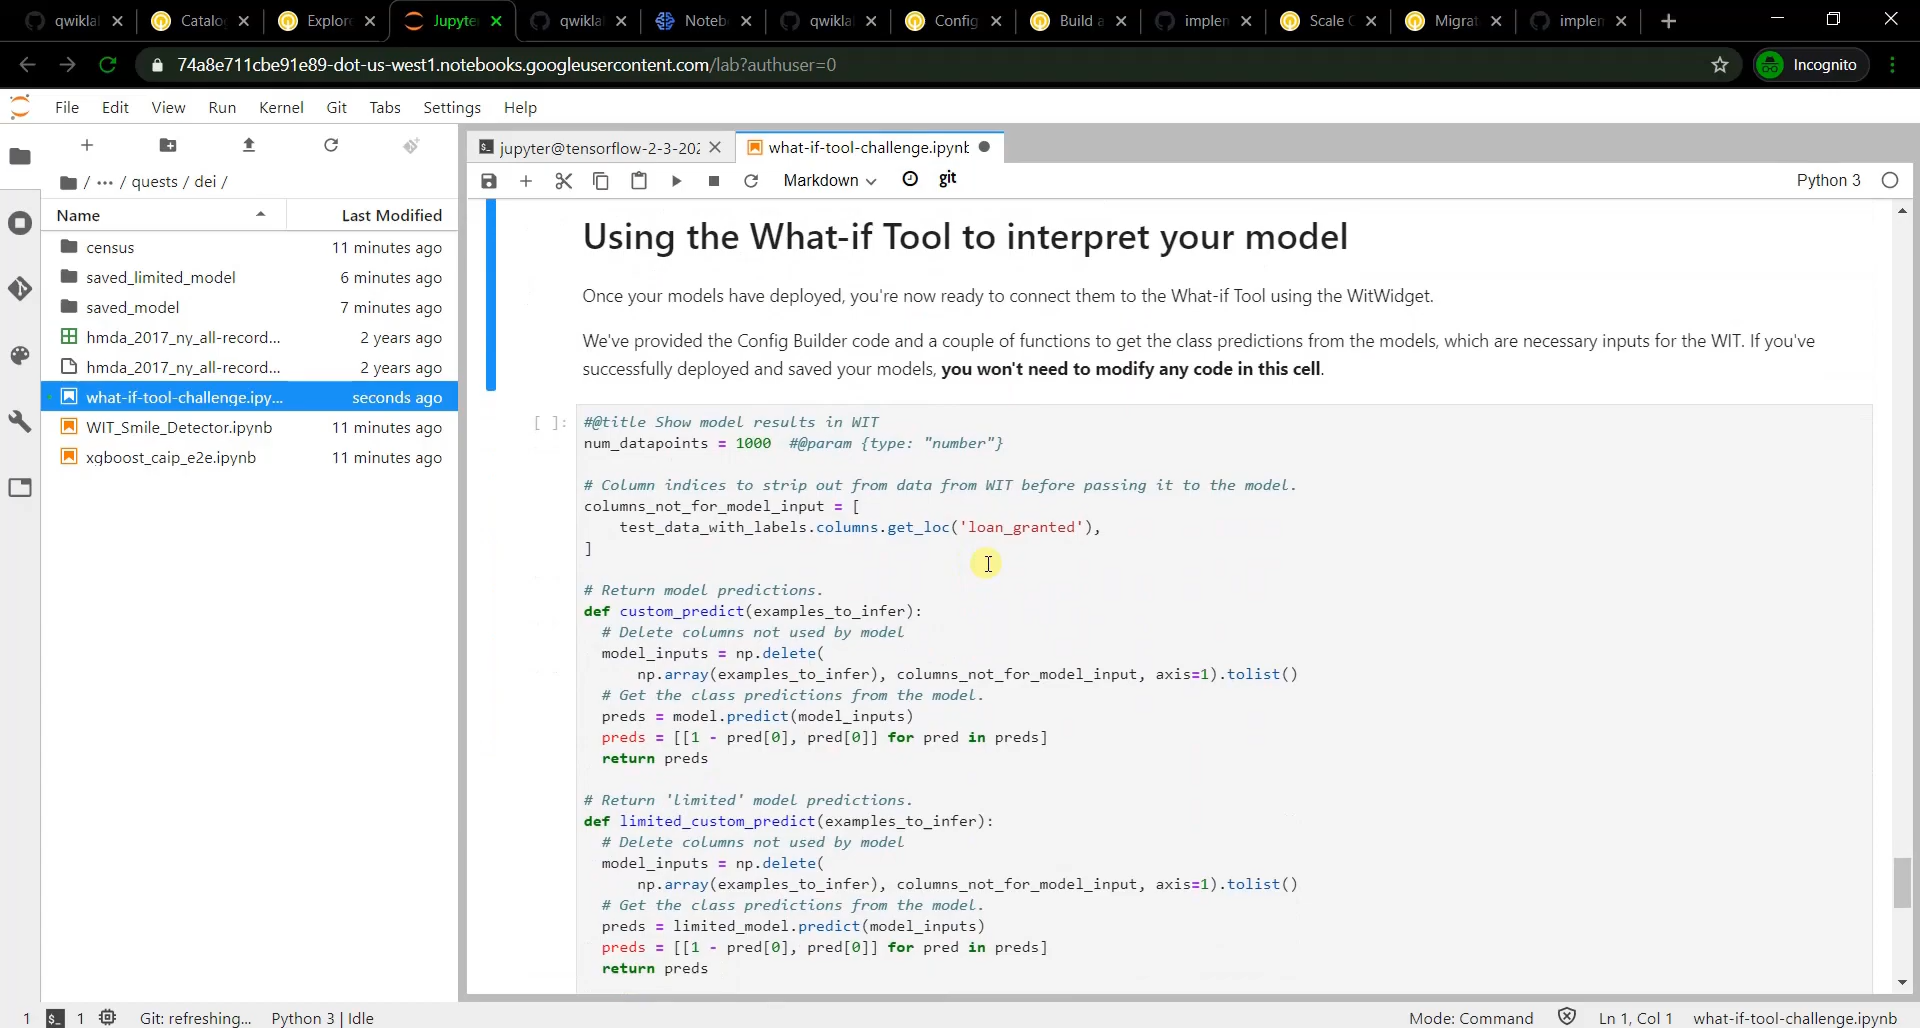 qwikla
Catalog
Explore
Jupyte
qwikla
Noteb
qwikla
Config
Build a
implen
Scale C
Migrat
implen
74a8e711cbe91e89-dot-us-west1.notebooks.googleusercontent.com/lab?authuser=0
Incognito
File Edit View Run Kernel Git Tabs Settings Help
/ ··· / quests / dei /
Name Last Modified
census 11 minutes ago
saved_limited_model 6 minutes ago
saved_model 7 minutes ago
hmda_2017_ny_all-record... 2 years ago
hmda_2017_ny_all-record... 2 years ago
what-if-tool-challenge.ipy... seconds ago
WIT_Smile_Detector.ipynb 11 minutes ago
xgboost_caip_e2e.ipynb 11 minutes ago
jupyter@tensorflow-2-3-202
what-if-tool-challenge.ipynb
Markdown git Python 3
Using the What-if Tool to interpret your model
Once your models have deployed, you're now ready to connect them to the What-if Tool using the WitWidget.
We've provided the Config Builder code and a couple of functions to get the class predictions from the models, which are necessary inputs for the WIT. If you've
successfully deployed and saved your models, you won't need to modify any code in this cell.
[ ]: #@title Show model results in WIT
num_datapoints = 1000  #@param {type: "number"}
# Column indices to strip out from data from WIT before passing it to the model.
columns_not_for_model_input = [
    test_data_with_labels.columns.get_loc('loan_granted'),
]
# Return model predictions.
def custom_predict(examples_to_infer):
  # Delete columns not used by model
  model_inputs = np.delete(
      np.array(examples_to_infer), columns_not_for_model_input, axis=1).tolist()
  # Get the class predictions from the model.
  preds = model.predict(model_inputs)
  preds = [[1 - pred[0], pred[0]] for pred in preds]
  return preds
# Return 'limited' model predictions.
def limited_custom_predict(examples_to_infer):
  # Delete columns not used by model
  model_inputs = np.delete(
      np.array(examples_to_infer), columns_not_for_model_input, axis=1).tolist()
  # Get the class predictions from the model.
  preds = limited_model.predict(model_inputs)
  preds = [[1 - pred[0], pred[0]] for pred in preds]
  return preds
1 $_ 1 Git: refreshing... Python 3 | Idle Mode: Command Ln 1, Col 1 what-if-tool-challenge.ipynb